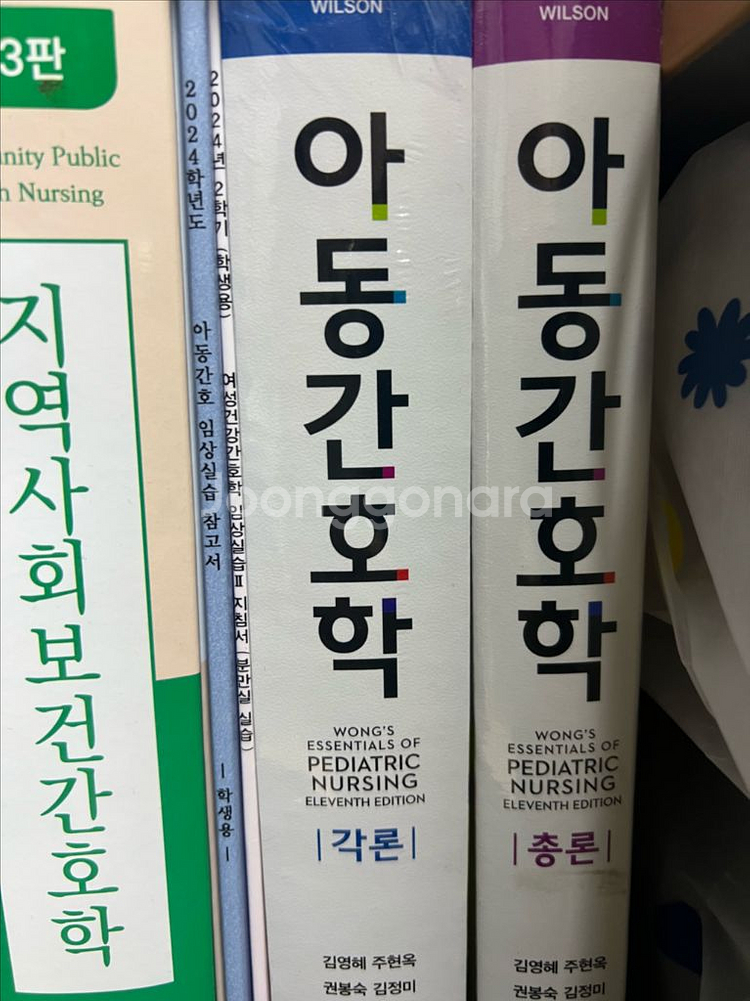 3판
nity Public
n Nursing
지역사회보건간호학
2024학년도 아동간호 임상실습 참고서 | 학생용 |
2024년 2학기 (학생용) 여성건강간호학 임상실습Ⅱ 지침서 (분만실 실습)
WILSON
아동간호학
WONG'S
ESSENTIALS OF
PEDIATRIC
NURSING
ELEVENTH EDITION
|각론|
김영혜 주현옥
권봉숙 김정미
WILSON
아동간호학
WONG'S
ESSENTIALS OF
PEDIATRIC
NURSING
ELEVENTH EDITION
|총론|
김영혜 주현옥
권봉숙 김정미
joonggonara